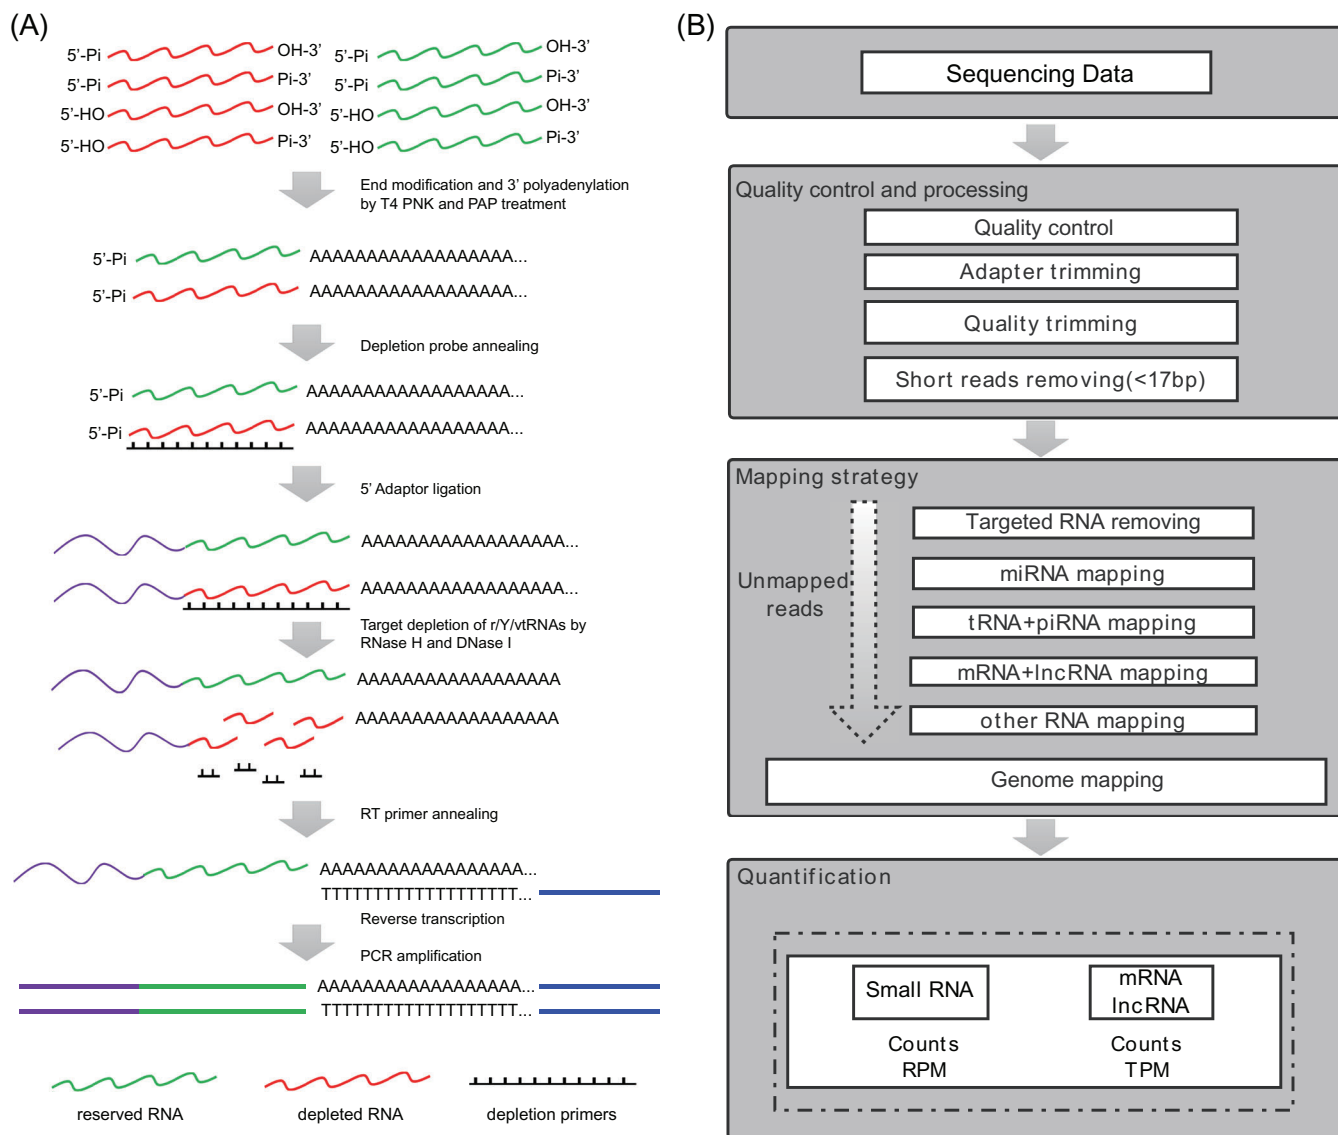 (A)
5'-Pi OH-3' 5'-Pi OH-3'
5'-Pi Pi-3' 5'-Pi Pi-3'
5'-HO OH-3' 5'-HO OH-3'
5'-HO Pi-3' 5'-HO Pi-3'
End modification and 3' polyadenylation
by T4 PNK and PAP treatment
5'-Pi AAAAAAAAAAAAAAAAAA...
5'-Pi AAAAAAAAAAAAAAAAAA...
Depletion probe annealing
5'-Pi AAAAAAAAAAAAAAAAAA...
5'-Pi AAAAAAAAAAAAAAAAAA...
5' Adaptor ligation
AAAAAAAAAAAAAAAAAA...
AAAAAAAAAAAAAAAAAA...
Target depletion of r/Y/vtRNAs by
RNase H and DNase I
AAAAAAAAAAAAAAAAAA
AAAAAAAAAAAAAAAAAA
RT primer annealing
AAAAAAAAAAAAAAAAAA...
TTTTTTTTTTTTTTTTTTT...
Reverse transcription
PCR amplification
AAAAAAAAAAAAAAAAAA...
TTTTTTTTTTTTTTTTTTT...
reserved RNA
depleted RNA
depletion primers
(B)
Sequencing Data
Quality control and processing
Quality control
Adapter trimming
Quality trimming
Short reads removing(<17bp)
Mapping strategy
Unmapped
reads
Targeted RNA removing
miRNA mapping
tRNA+piRNA mapping
mRNA+lncRNA mapping
other RNA mapping
Genome mapping
Quantification
Small RNA
Counts
RPM
mRNA
lncRNA
Counts
TPM